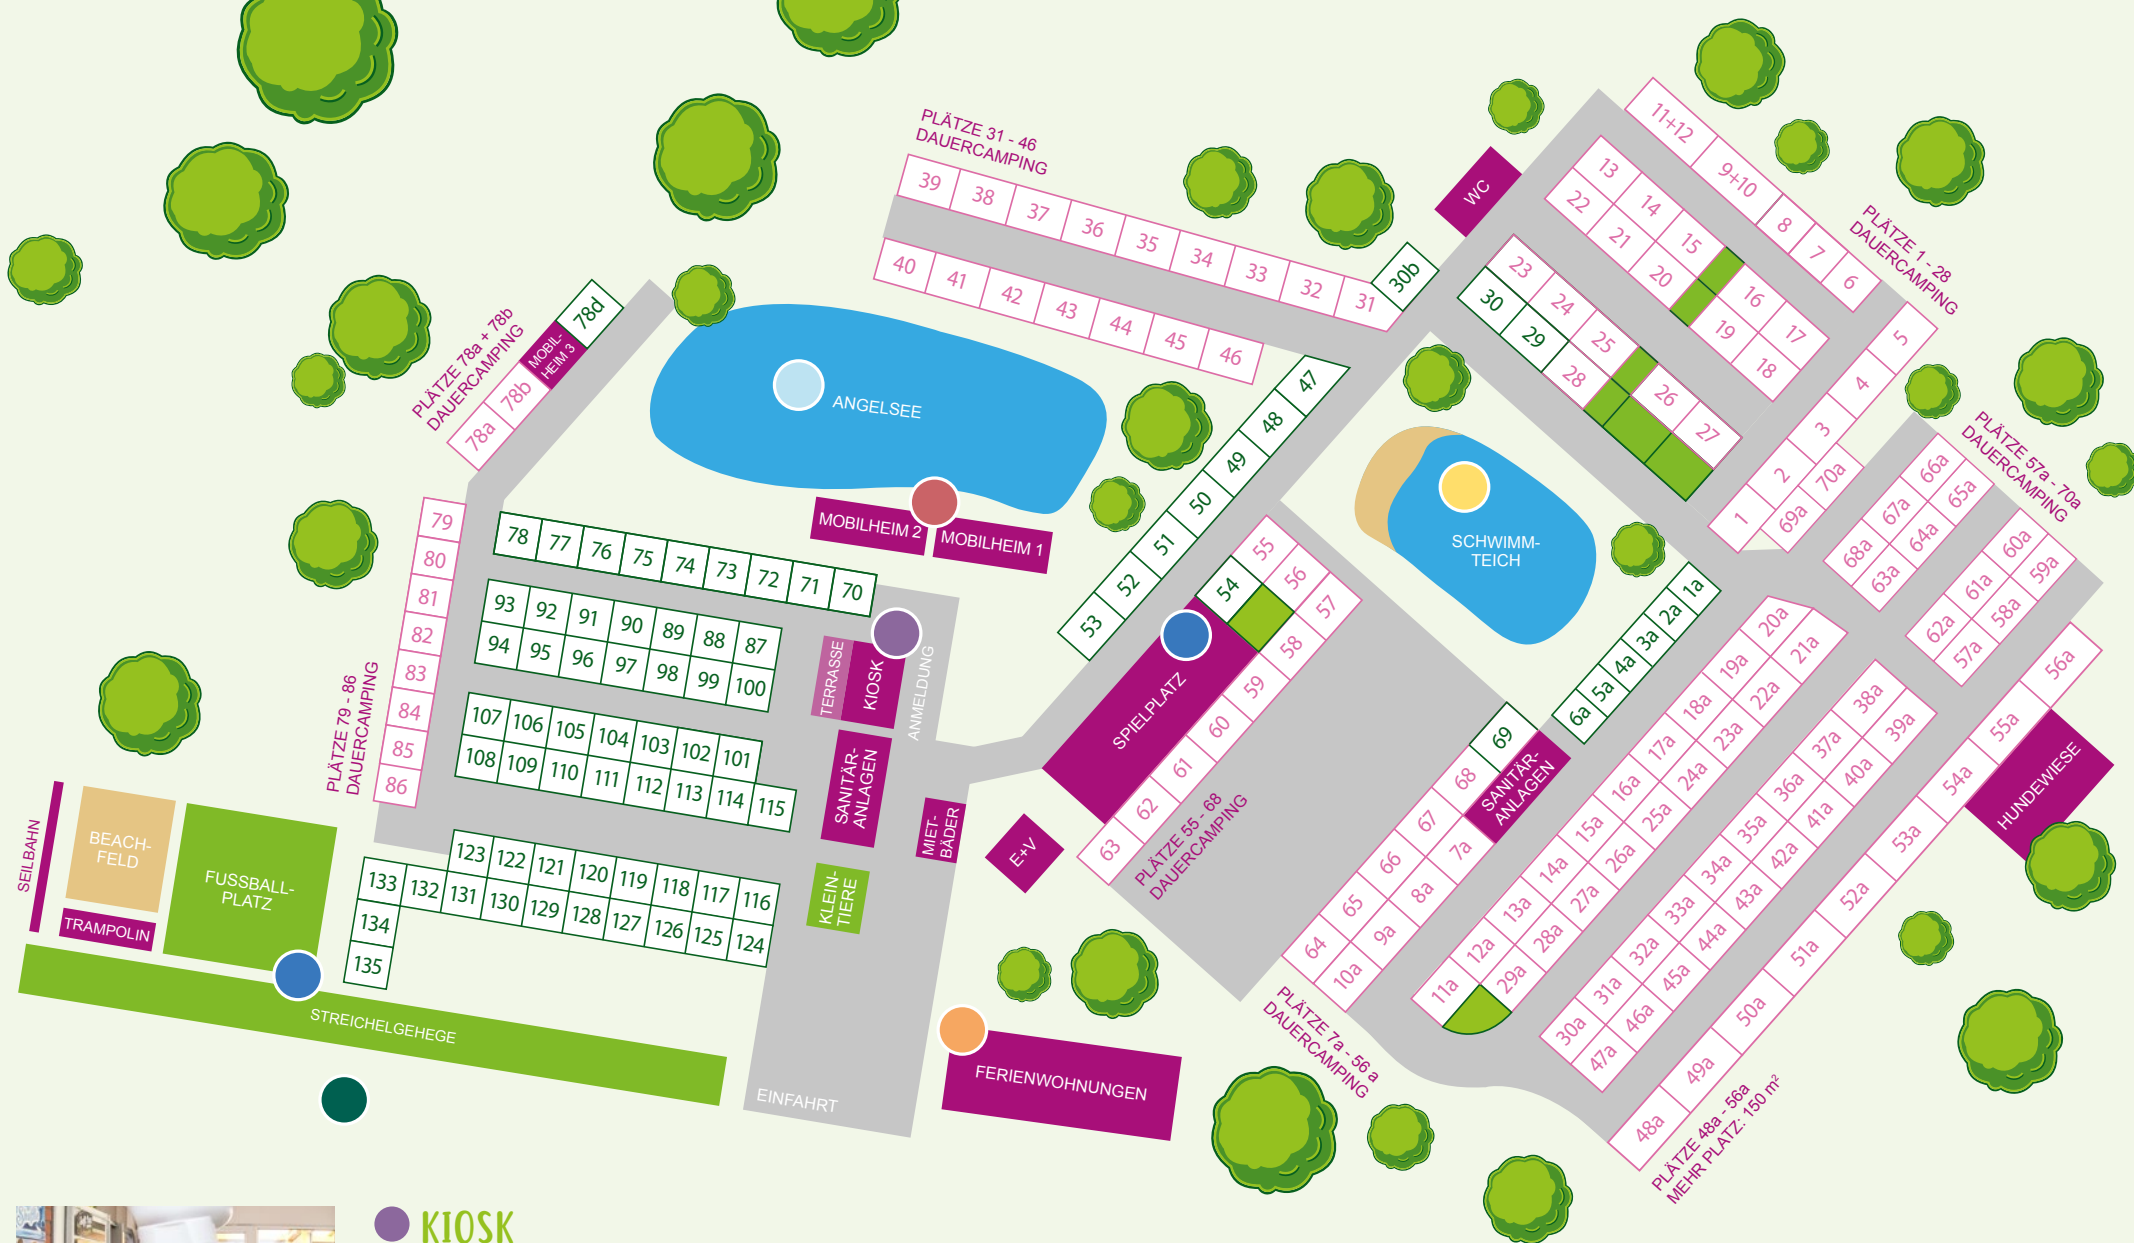 PLÄTZE 31 - 46
DAUERCAMPING
39 38 37 36 35 34 33 32 31
30b
40 41 42 43 44 45 46
WC
11+12 9+10 8 7 6
13 14 15 16 17
22 21 20 19 18
23 24 25 26 27
30 29 28
PLÄTZE 1 - 28
DAUERCAMPING
5 4 3 2 1
70a 69a
PLÄTZE 57a - 70a
DAUERCAMPING
66a 67a 68a
65a 64a 63a
60a 61a 62a
59a 58a 57a
PLÄTZE 78a + 78b
DAUERCAMPING
78d
MOBIL-
HEIM 3
78b
78a
ANGELSEE
MOBILHEIM 2
MOBILHEIM 1
47 48 49 50 51 52 53
SCHWIMM-
TEICH
79 80 81 82 83 84 85 86
PLÄTZE 79 - 86
DAUERCAMPING
78 77 76 75 74 73 72 71 70
93 92 91 90 89 88 87
94 95 96 97 98 99 100
107 106 105 104 103 102 101
108 109 110 111 112 113 114 115
123 122 121 120 119 118 117 116
133 132 131 130 129 128 127 126 125 124
134
135
TERRASSE
KIOSK
ANMELDUNG
SANITÄR-
ANLAGEN
MIET-
BÄDER
KLEIN-
TIERE
E+V
SPIELPLATZ
54
55 56 57 58 59 60 61 62 63
PLÄTZE 55 - 68
DAUERCAMPING
1a 2a 3a 4a 5a 6a
69 68 67 66 65 64
SANITÄR-
ANLAGEN
7a 8a 9a 10a
20a 19a 18a 17a 16a 15a 14a 13a 12a 11a
21a 22a 23a 24a 25a 26a 27a 28a 29a
38a 37a 36a 35a 34a 33a 32a 31a 30a
39a 40a 41a 42a 43a 44a 45a 46a 47a
56a 55a 54a 53a 52a 51a 50a 49a 48a
HUNDEWIESE
PLÄTZE 7a - 56 a
DAUERCAMPING
PLÄTZE 48a - 56a
MEHR PLATZ: 150 m²
SEILBAHN
BEACH-
FELD
TRAMPOLIN
FUSSBALL-
PLATZ
STREICHELGEHEGE
EINFAHRT
FERIENWOHNUNGEN
KIOSK